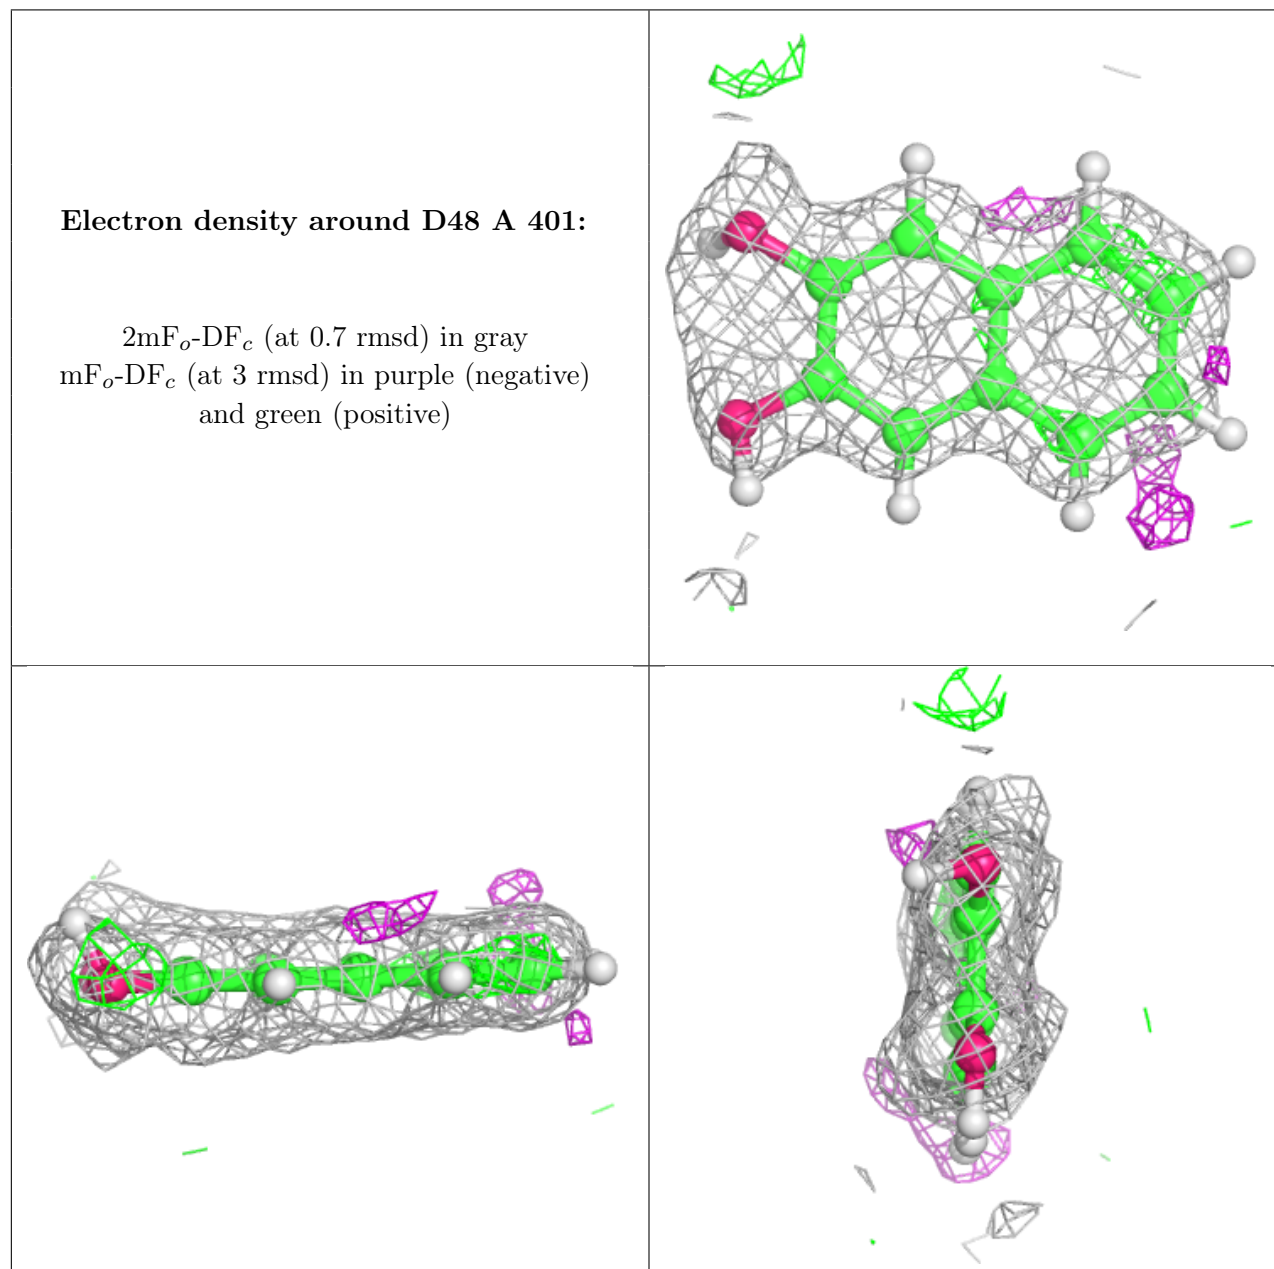 Electron density around D48 A 401:
2mFo-DFc (at 0.7 rmsd) in gray
mFo-DFc (at 3 rmsd) in purple (negative)
and green (positive)